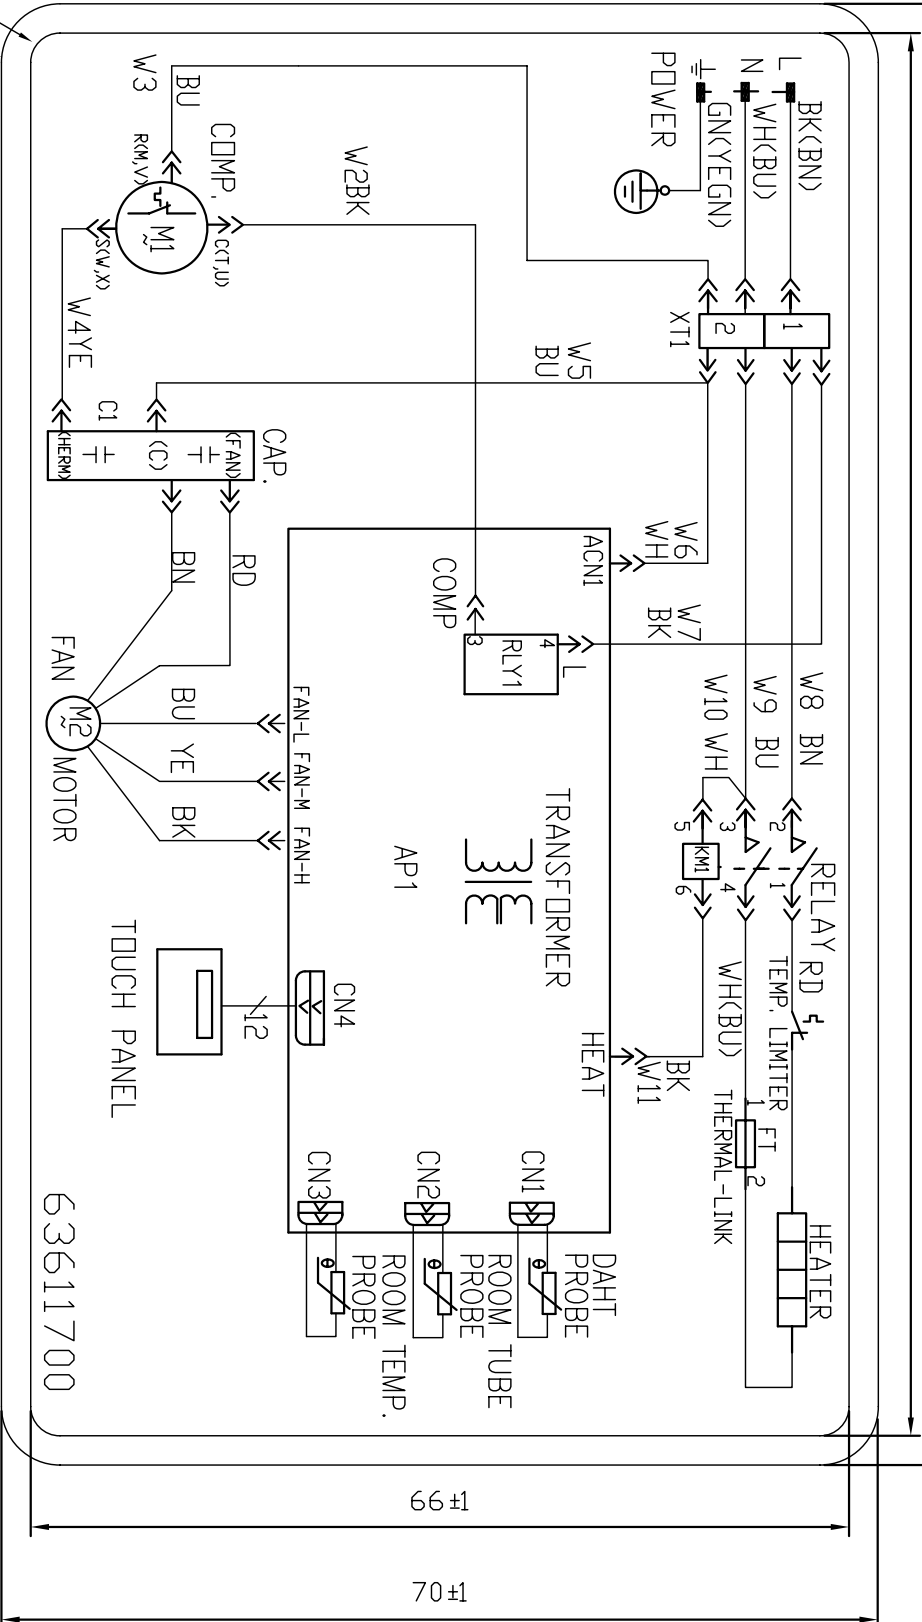 POWER
L
N
BK(BN)
WH(BU)
GN(YEGN)
XT1
1
2
W3
BU
COMP.
R(M,V)
M1
~
S(W,X)
C(T,U)
W2BK
W4YE
W5
BU
C1
CAP.
(FAN)
(C)
(HERM)
RD
BN
FAN
M2
~
MOTOR
BU
YE
BK
FAN-L
FAN-M
FAN-H
W6
WH
ACN1
W7
BK
COMP
3
RLY1
4
L
W8 BN
W9 BU
W10 WH
2
1
3
4
5
KM1
6
RELAY
RD
TEMP. LIMITER
WH(BU)
1
FT
2
THERMAL-LINK
HEATER
TRANSFORMER
AP1
HEAT
BK
W11
TOUCH PANEL
12
CN4
CN1
CN2
CN3
θ
θ
θ
DAHT
PROBE
ROOM TUBE
PROBE
ROOM TEMP.
PROBE
63611700
66±1
70±1